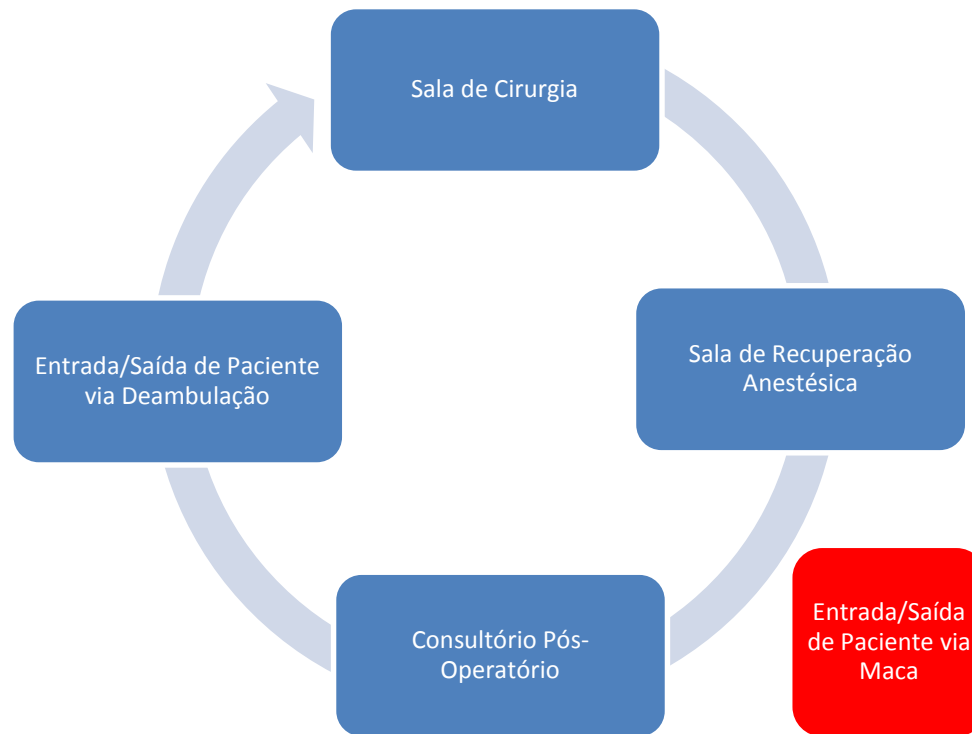 Sala de Cirurgia
Entrada/Saída de Paciente
via Deambulação
Sala de Recuperação
Anestésica
Consultório Pós-
Operatório
Entrada/Saída
de Paciente via
Maca